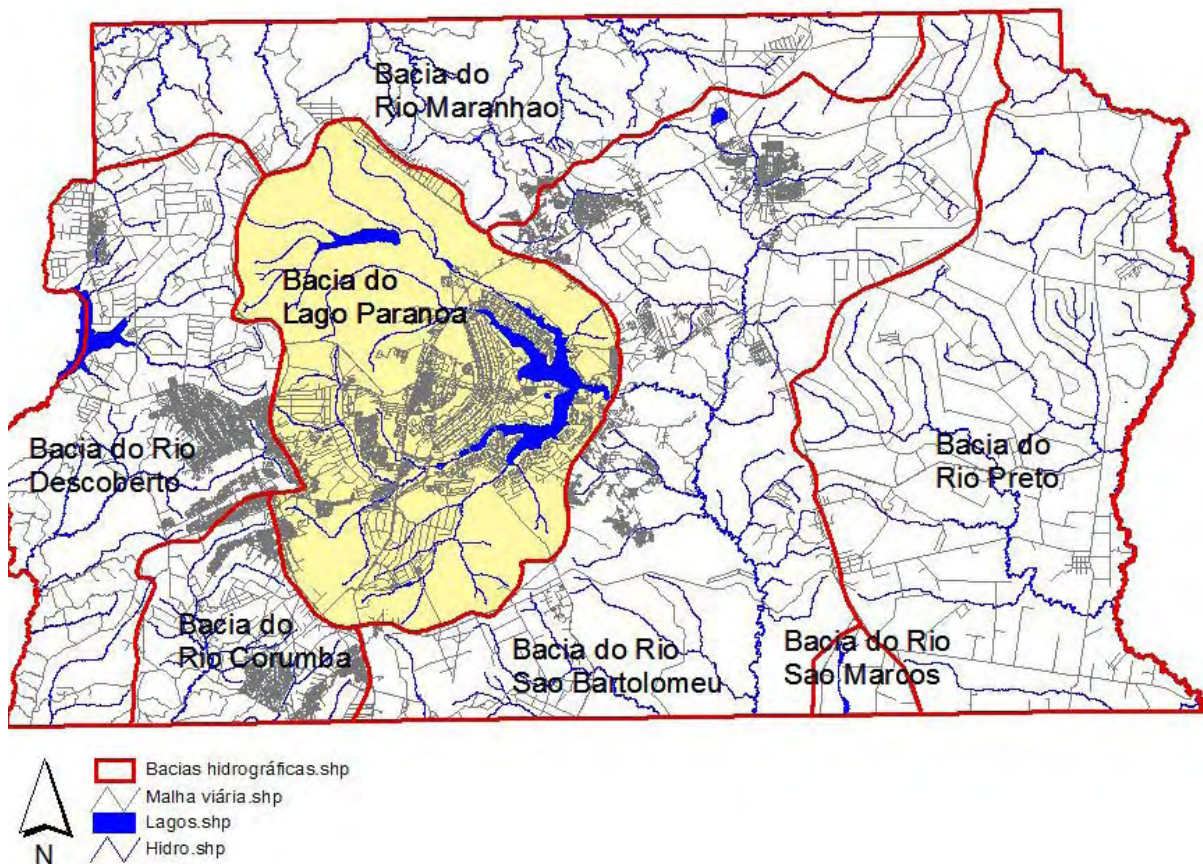 Bacia do
Rio Maranhao
Bacia do
Lago Paranoa
Bacia do Rio
Descoberto
Bacia do
Rio Preto
Bacia do
Rio Corumba
Bacia do Rio
Sao Bartolomeu
Bacia do Rio
Sao Marcos
N
Bacias hidrográficas.shp
Malha viária.shp
Lagos.shp
Hidro.shp